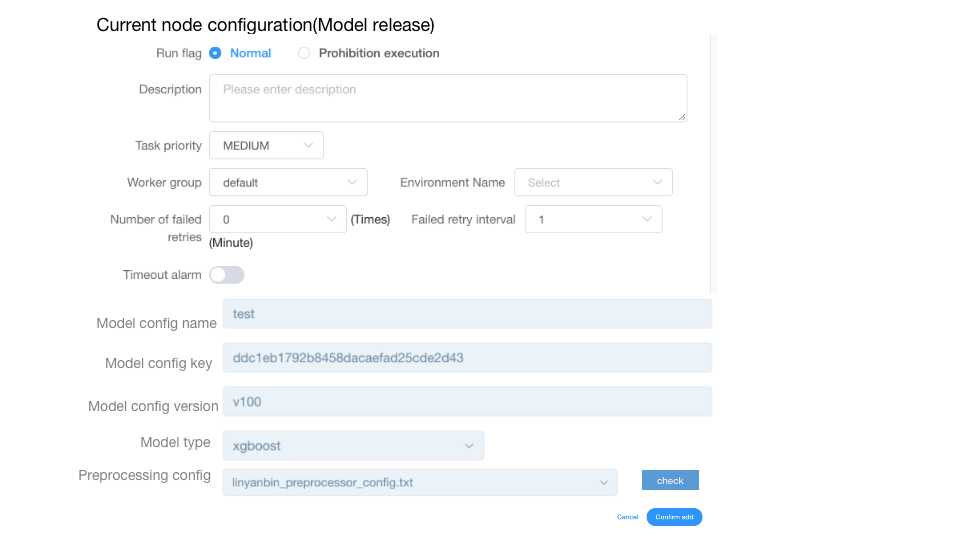 Current node configuration(Model release)
Run flag Normal Prohibition execution
Description Please enter description
Task priority MEDIUM
Worker group default Environment Name Select
Number of failed retries 0 (Times) Failed retry interval 1
(Minute)
Timeout alarm
Model config name test
Model config key ddc1eb1792b8458dacaefad25cde2d43
Model config version v100
Model type xgboost
Preprocessing config linyanbin_preprocessor_config.txt check
Cancel Confirm add